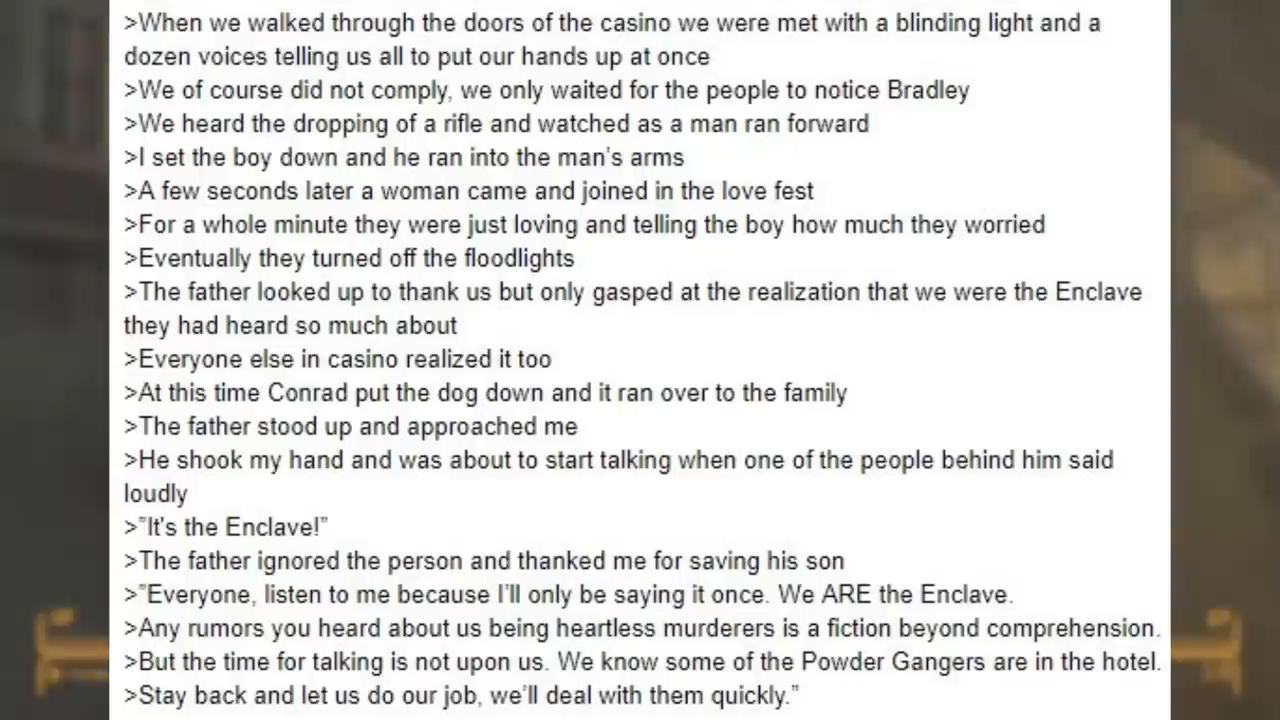 >When we walked through the doors of the casino we were met with a blinding light and a
dozen voices telling us all to put our hands up at once
>We of course did not comply, we only waited for the people to notice Bradley
>We heard the dropping of a rifle and watched as a man ran forward
>I set the boy down and he ran into the man's arms
>A few seconds later a woman came and joined in the love fest
>For a whole minute they were just loving and telling the boy how much they worried
>Eventually they turned off the floodlights
>The father looked up to thank us but only gasped at the realization that we were the Enclave
they had heard so much about
>Everyone else in casino realized it too
>At this time Conrad put the dog down and it ran over to the family
>The father stood up and approached me
>He shook my hand and was about to start talking when one of the people behind him said
loudly
>"It's the Enclave!"
>The father ignored the person and thanked me for saving his son
>"Everyone, listen to me because I'll only be saying it once. We ARE the Enclave.
>Any rumors you heard about us being heartless murderers is a fiction beyond comprehension.
>But the time for talking is not upon us. We know some of the Powder Gangers are in the hotel.
>Stay back and let us do our job, we'll deal with them quickly."